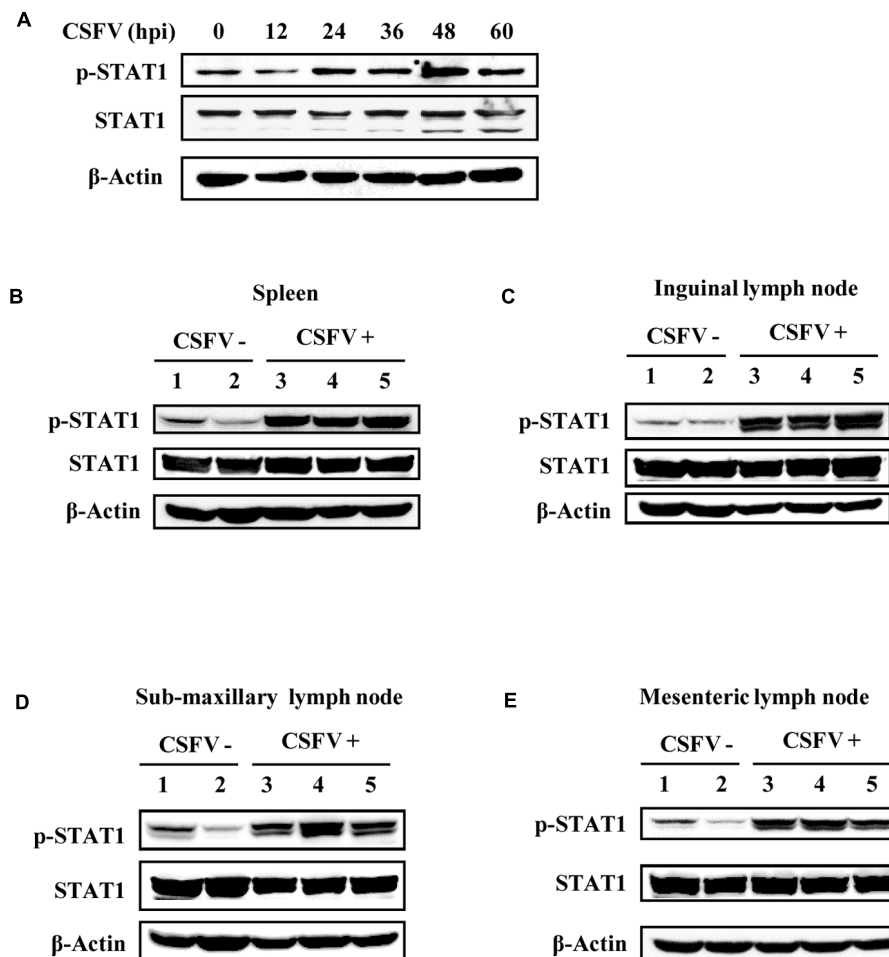 A
CSFV (hpi) 0 12 24 36 48 60
p-STAT1
STAT1
β-Actin
B
Spleen
CSFV - CSFV +
1 2 3 4 5
p-STAT1
STAT1
β-Actin
C
Inguinal lymph node
CSFV - CSFV +
1 2 3 4 5
p-STAT1
STAT1
β-Actin
D
Sub-maxillary lymph node
CSFV - CSFV +
1 2 3 4 5
p-STAT1
STAT1
β-Actin
E
Mesenteric lymph node
CSFV - CSFV +
1 2 3 4 5
p-STAT1
STAT1
β-Actin